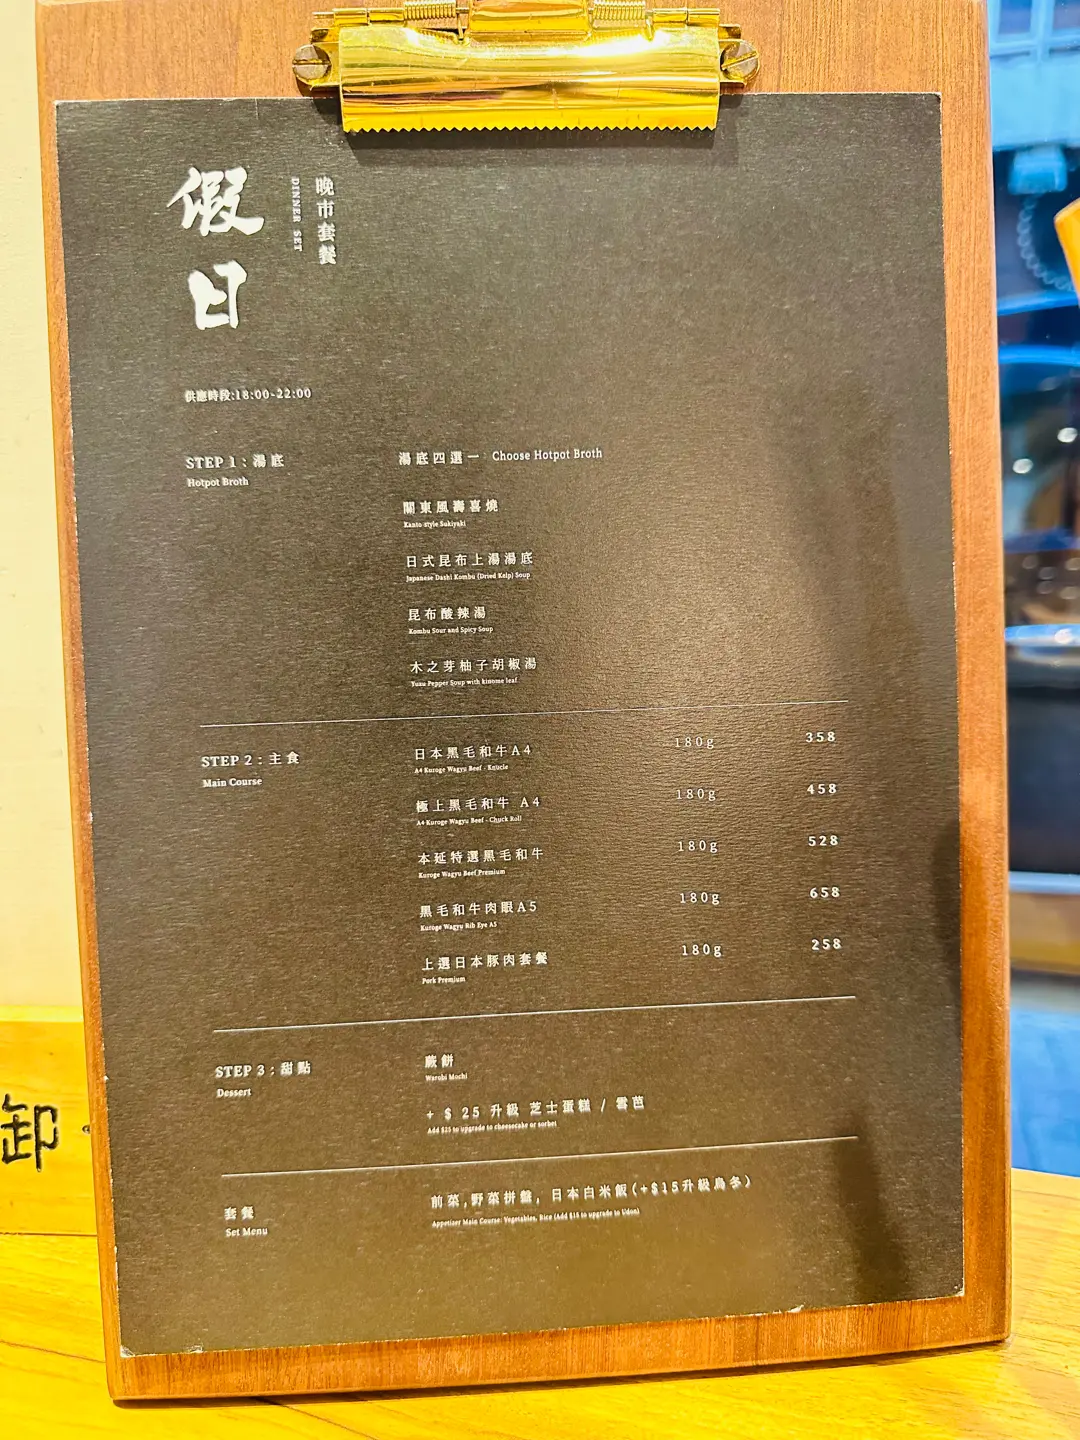 假日
晚市套餐
DINNER SET
供應時段:18:00-22:00
STEP 1 : 湯底
Hotpot Broth
湯底四選一 Choose Hotpot Broth
關東風壽喜燒
Kanto-style Sukiyaki
日式昆布上湯湯底
Japanese Dashi Kombu (Dried Kelp) Soup
昆布酸辣湯
Kombu Sour and Spicy Soup
木之芽柚子胡椒湯
Yuzu Pepper Soup with kinome leaf
STEP 2 : 主食
Main Course
日本黑毛和牛A4 180g 358
A4 Kuroge Wagyu Beef - Knucle
極上黑毛和牛 A4 180g 458
A4 Kuroge Wagyu Beef - Chuck Roll
本延特選黑毛和牛 180g 528
Kuroge Wagyu Beef Premium
黑毛和牛肉眼A5 180g 658
Kuroge Wagyu Rib Eye A5
上選日本豚肉套餐 180g 258
Pork Premium
STEP 3 : 甜點
Dessert
蕨餅
Warabi Mochi
+ $ 25 升級 芝士蛋糕 / 雪芭
Add $25 to upgrade to cheesecake or sorbet
套餐
Set Menu
前菜,野菜拼盤, 日本白米飯(+$15升級烏冬)
Appetizer Main Course: Vegetables, Rice (Add $15 to upgrade to Udon)
卸